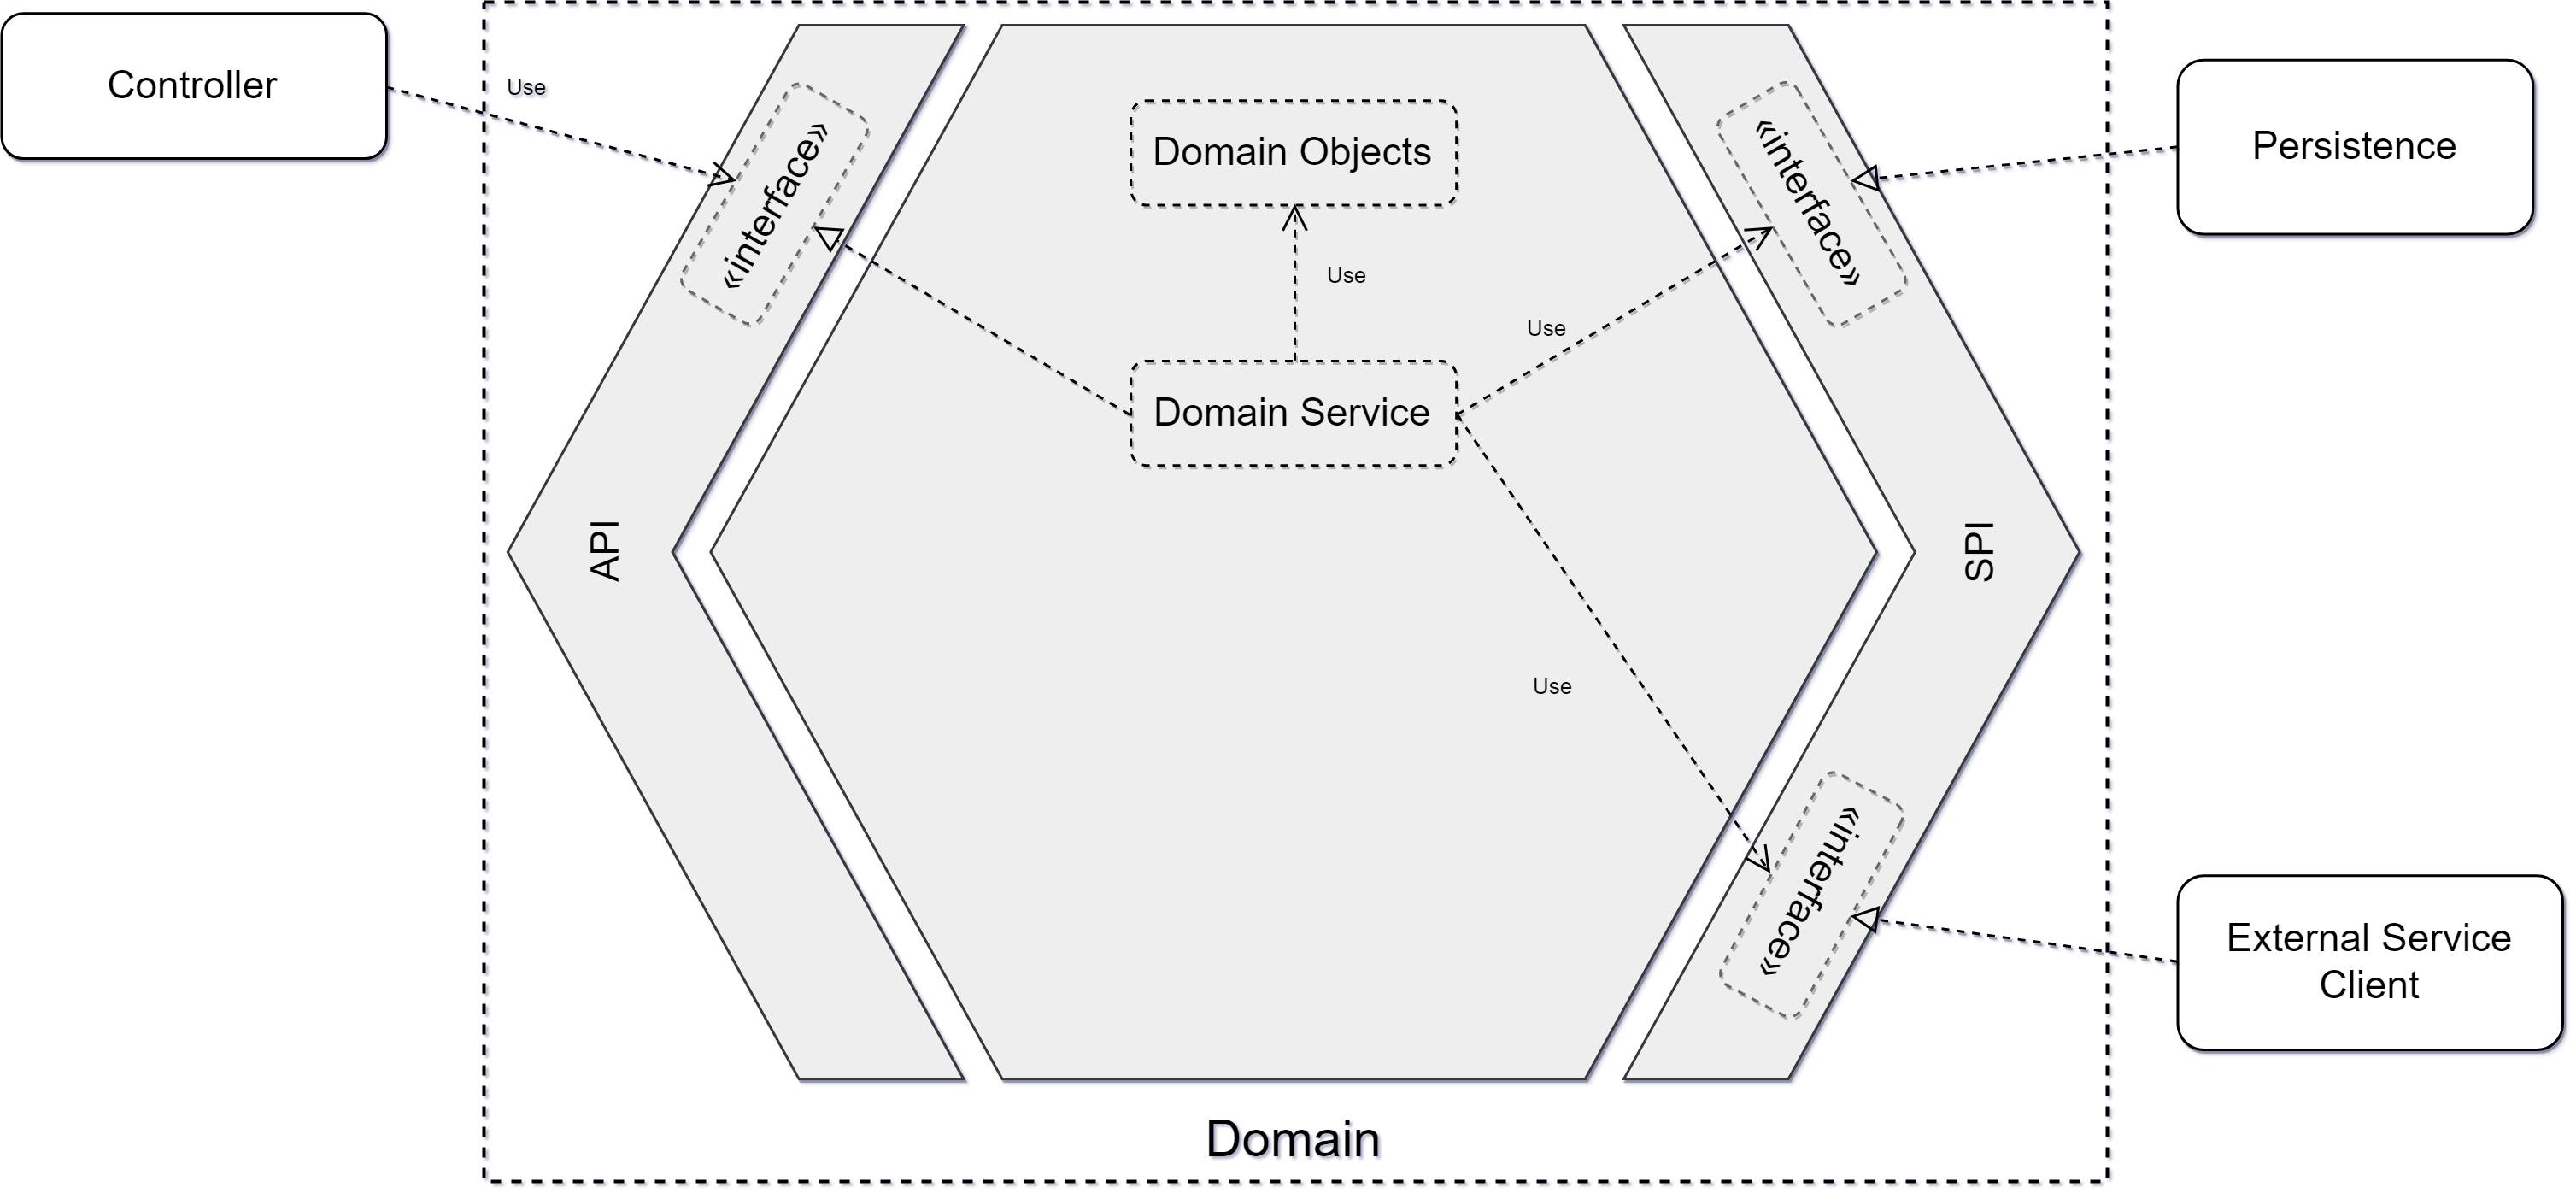 Controller
Use
«interface»
Domain Objects
«interface»
Persistence
Use
Use
Domain Service
API
SPI
Use
«interface»
External Service
Client
Domain